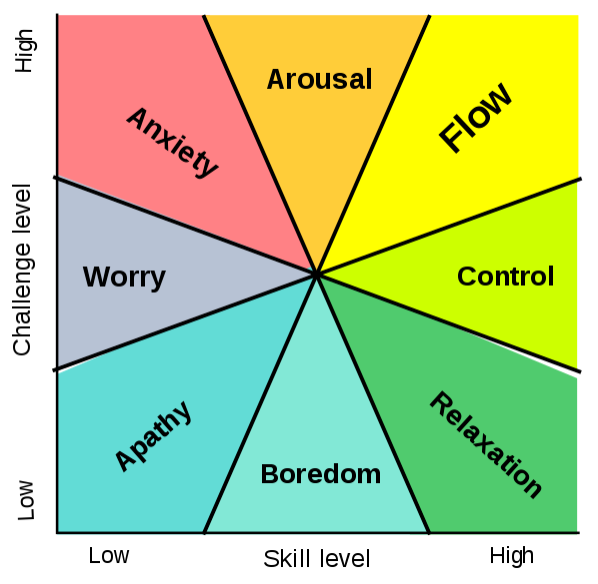 High
Arousal
Flow
Anxiety
Challenge level
Worry
Control
Apathy
Relaxation
Boredom
Low
Low
Skill level
High